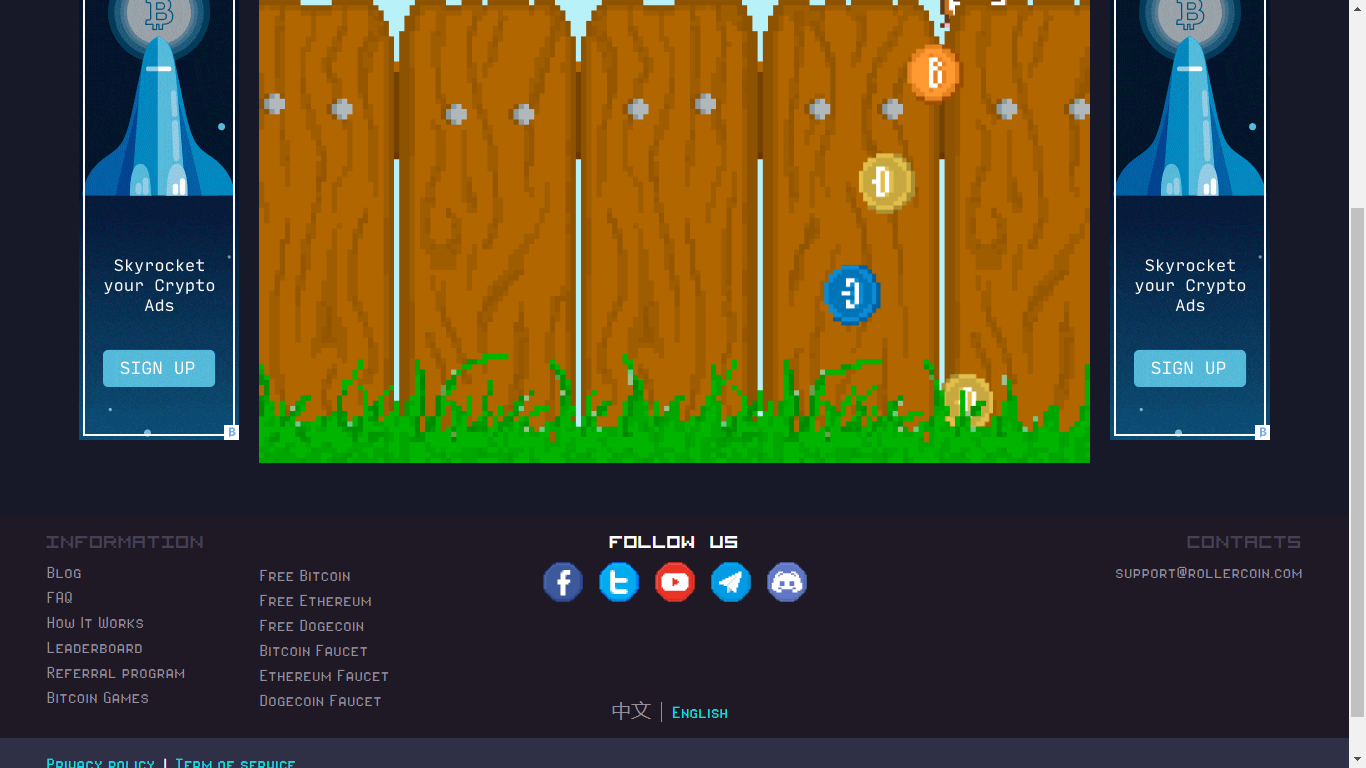 Skyrocket
your Crypto
Ads
SIGN UP
Skyrocket
your Crypto
Ads
SIGN UP
INFORMATION
Blog
FAQ
How It Works
Leaderboard
Referral program
Bitcoin Games
Free Bitcoin
Free Ethereum
Free Dogecoin
Bitcoin Faucet
Ethereum Faucet
Dogecoin Faucet
FOLLOW US
中文 | English
CONTACTS
support@rollercoin.com
Privacy policy | Term of service